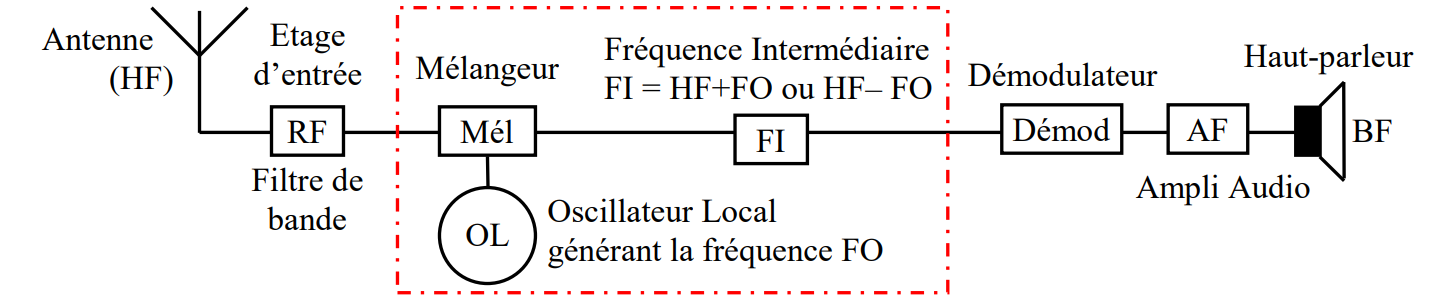 Antenne
(HF)
Etage
d'entrée
RF
Filtre de
bande
Mélangeur
Mél
OL
Oscillateur Local
générant la fréquence FO
Fréquence Intermédiaire
FI = HF+FO ou HF– FO
FI
Démodulateur
Démod
AF
Ampli Audio
Haut-parleur
BF